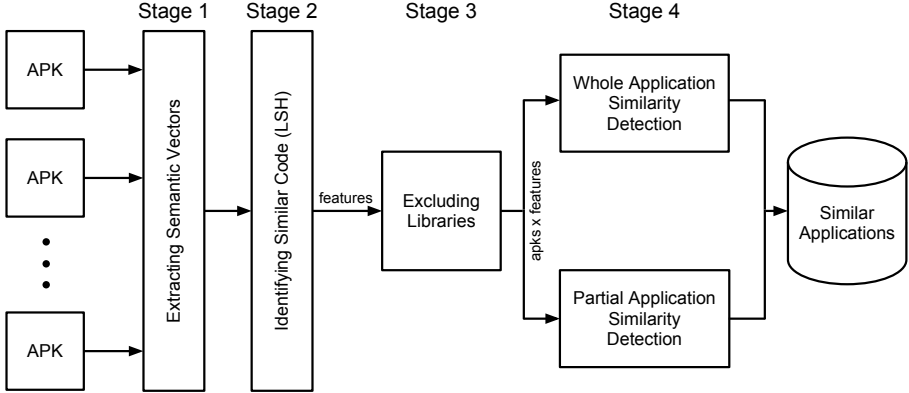 Stage 1
Stage 2
Stage 3
Stage 4
APK
APK
APK
Extracting Semantic Vectors
Identifying Similar Code (LSH)
features
Excluding
Libraries
apks x features
Whole Application
Similarity
Detection
Partial Application
Similarity
Detection
Similar
Applications